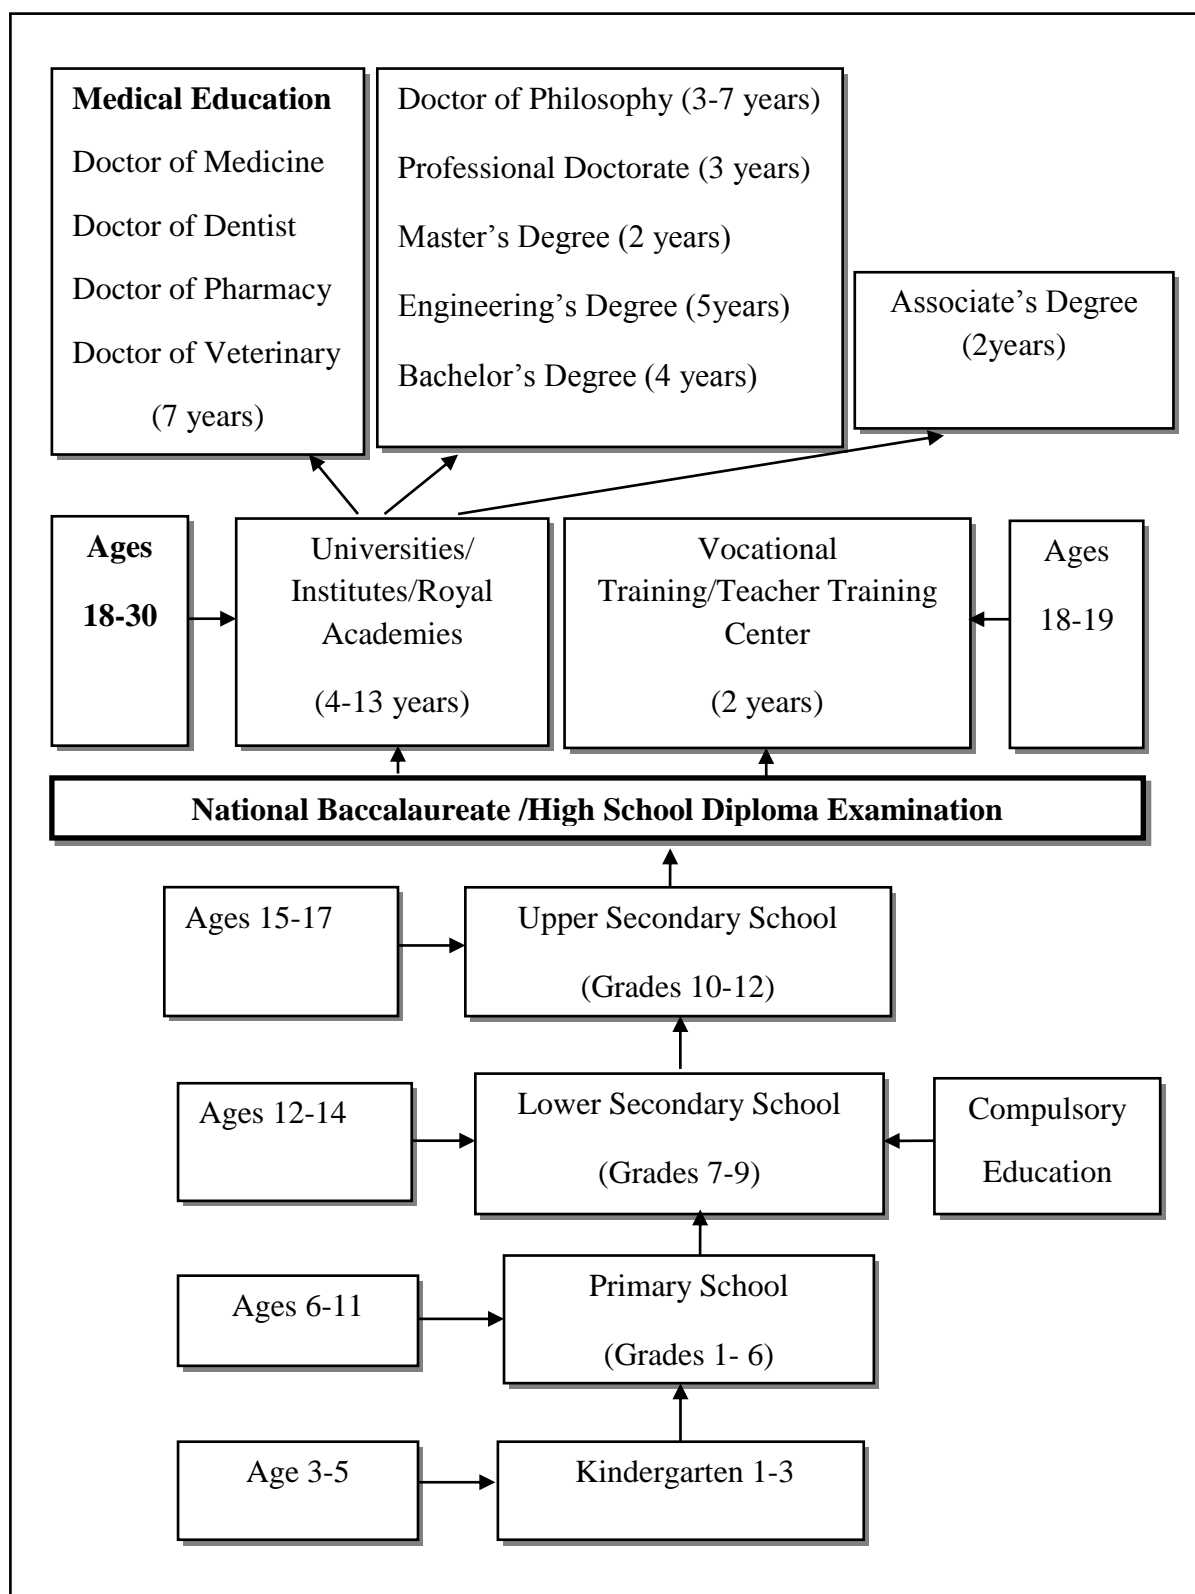 Medical Education
Doctor of Medicine
Doctor of Dentist
Doctor of Pharmacy
Doctor of Veterinary
(7 years)
Doctor of Philosophy (3-7 years)
Professional Doctorate (3 years)
Master’s Degree (2 years)
Engineering’s Degree (5years)
Bachelor’s Degree (4 years)
Associate’s Degree
(2years)
Ages
18-30
Universities/
Institutes/Royal
Academies
(4-13 years)
Vocational
Training/Teacher Training
Center
(2 years)
Ages
18-19
National Baccalaureate /High School Diploma Examination
Ages 15-17
Upper Secondary School
(Grades 10-12)
Ages 12-14
Lower Secondary School
(Grades 7-9)
Compulsory
Education
Ages 6-11
Primary School
(Grades 1- 6)
Age 3-5
Kindergarten 1-3